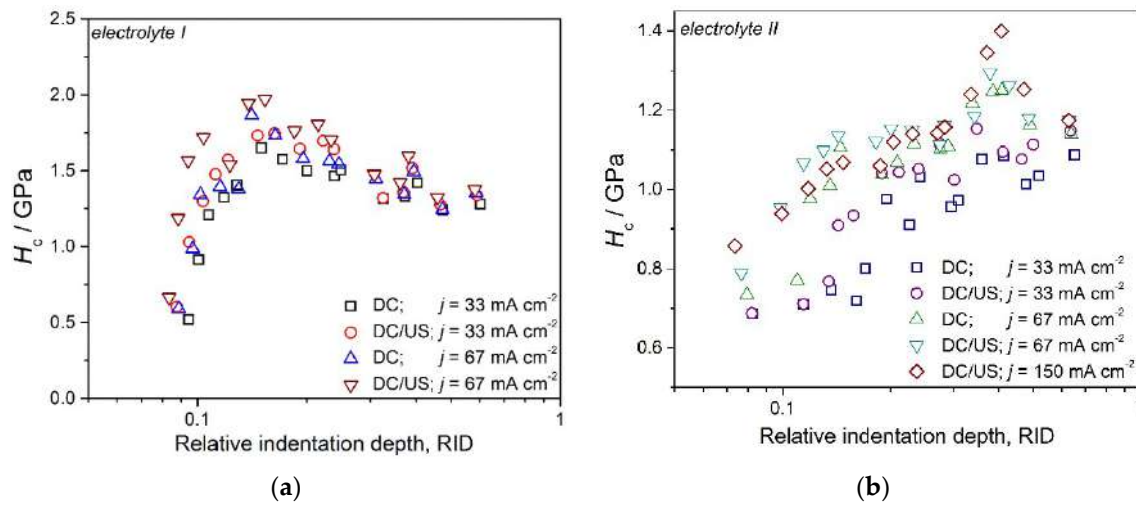 electrolyte I
2.5
2.0
1.5
1.0
0.5
0.0
H_c / GPa
0.1
1
Relative indentation depth, RID
DC; j = 33 mA cm⁻²
DC/US; j = 33 mA cm⁻²
DC; j = 67 mA cm⁻²
DC/US; j = 67 mA cm⁻²
(a)
electrolyte II
1.4
1.2
1.0
0.8
0.6
H_c / GPa
0.1
1
Relative indentation depth, RID
DC; j = 33 mA cm⁻²
DC/US; j = 33 mA cm⁻²
DC; j = 67 mA cm⁻²
DC/US; j = 67 mA cm⁻²
DC/US; j = 150 mA cm⁻²
(b)